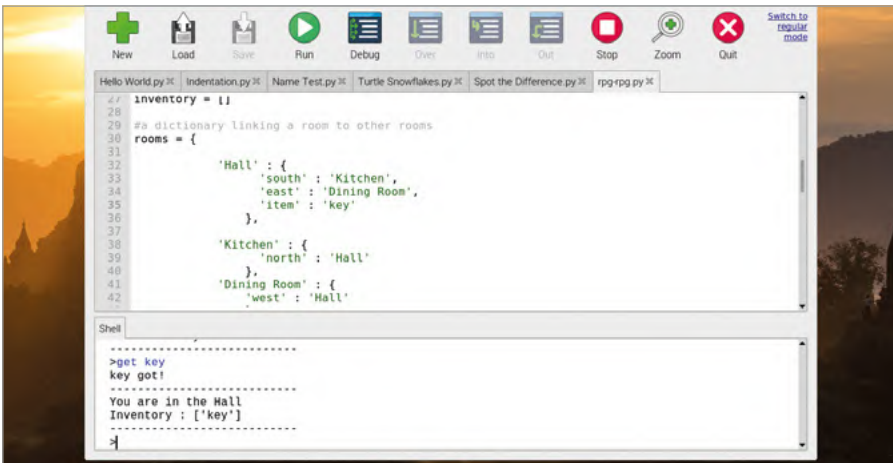 New Load Save Run Debug Over Into Out Stop Zoom Quit
Switch to
regular
mode
Hello World.py Indentation.py Name Test.py Turtle Snowflakes.py Spot the Difference.py rpg-rpg.py
27 inventory = []
28
29 #a dictionary linking a room to other rooms
30 rooms = {
31
32 'Hall' : {
33 'south' : 'Kitchen',
34 'east' : 'Dining Room',
35 'item' : 'key'
36 },
37
38 'Kitchen' : {
39 'north' : 'Hall'
40 },
41 'Dining Room' : {
42 'west' : 'Hall'
Shell
---------------------------
>get key
key got!
---------------------------
You are in the Hall
Inventory : ['key']
---------------------------
>